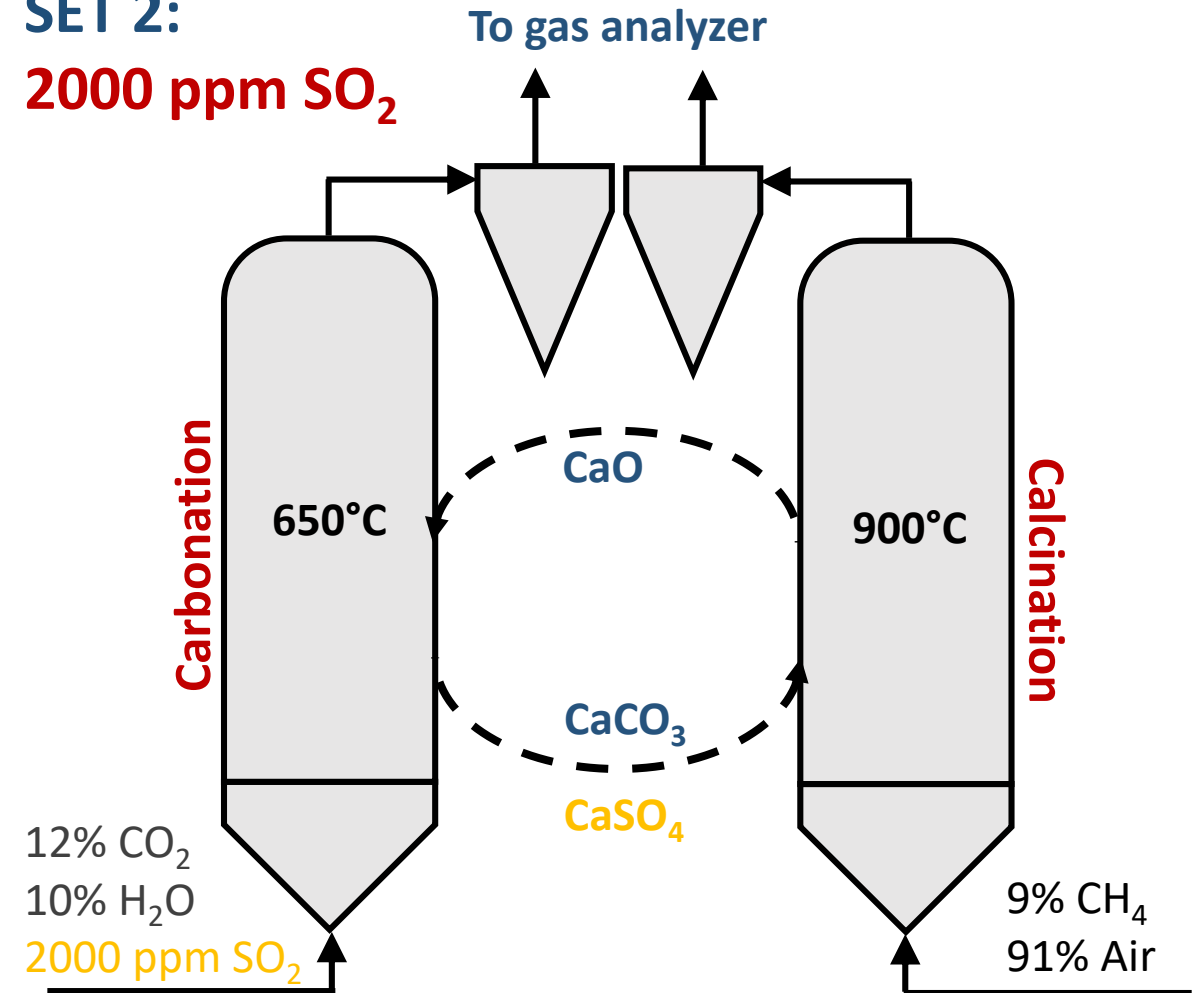 SET 2:
2000 ppm SO₂
To gas analyzer
Carbonation
650°C
CaO
900°C
Calcination
CaCO₃
CaSO₄
12% CO₂
10% H₂O
2000 ppm SO₂
9% CH₄
91% Air